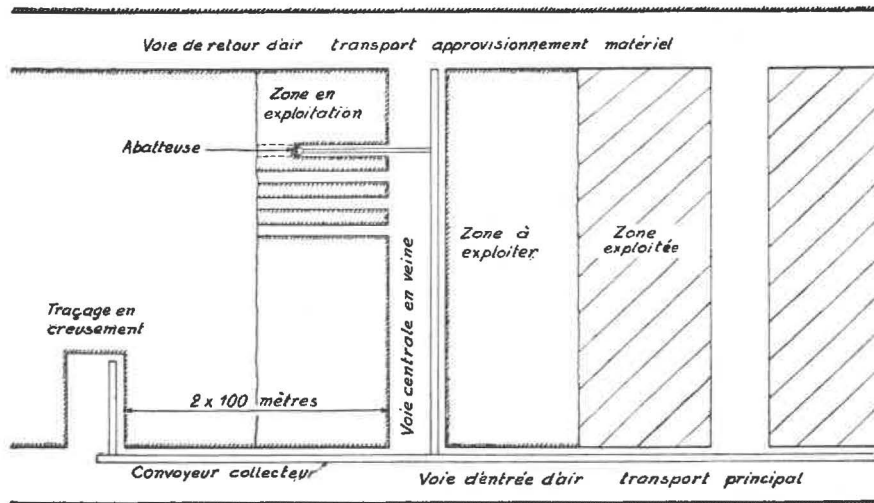 Voie de retour d'air transport approvisionnement matériel
Zone en
exploitation
Abatteuse
Zone à
exploiter
Zone
exploitée
Voie centrale en veine
Traçage en
creusement
2 x 100 mètres
Convoyeur collecteur
Voie d'entrée d'air transport principal